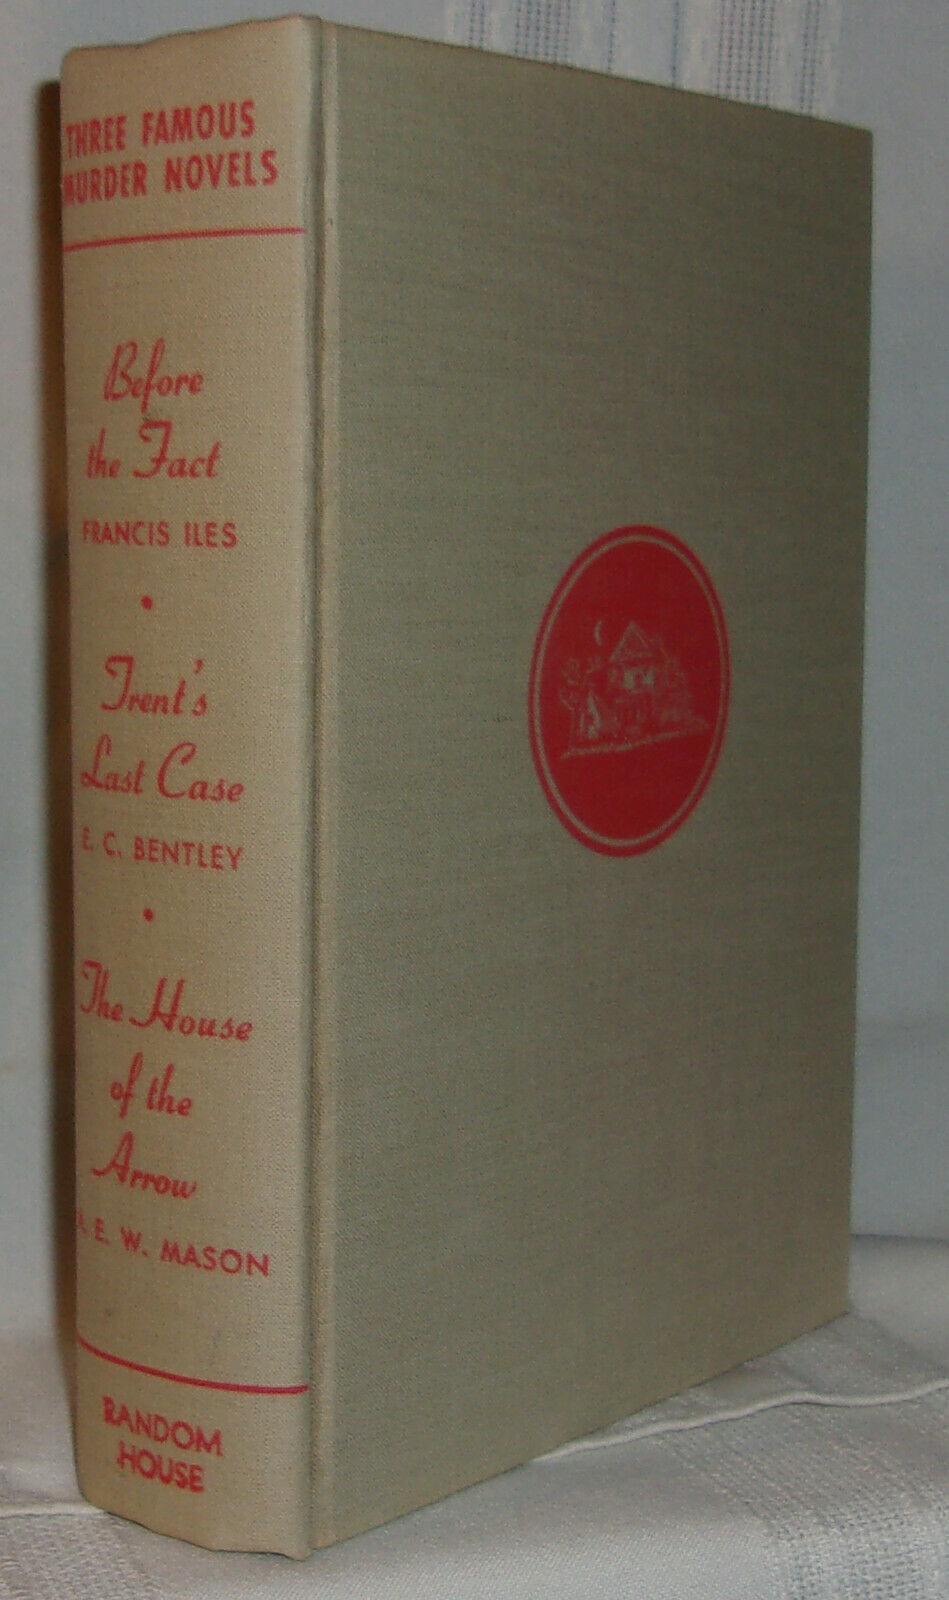 THREE FAMOUS
MURDER NOVELS
Before
the Fact
FRANCIS ILES
Trent's
Last Case
E. C. BENTLEY
The House
of the
Arrow
A. E. W. MASON
RANDOM
HOUSE